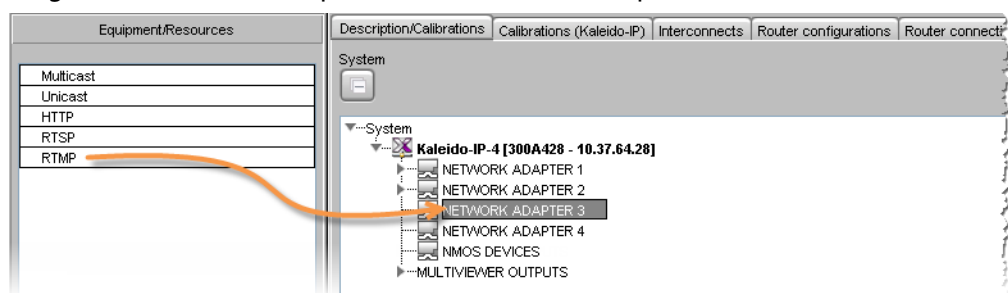 Equipment/Resources
Multicast
Unicast
HTTP
RTSP
RTMP
Description/Calibrations Calibrations (Kaleido-IP) Interconnects Router configurations Router connecti
System
System
Kaleido-IP-4 [300A428 - 10.37.64.28]
NETWORK ADAPTER 1
NETWORK ADAPTER 2
NETWORK ADAPTER 3
NETWORK ADAPTER 4
NMOS DEVICES
MULTIVIEWER OUTPUTS